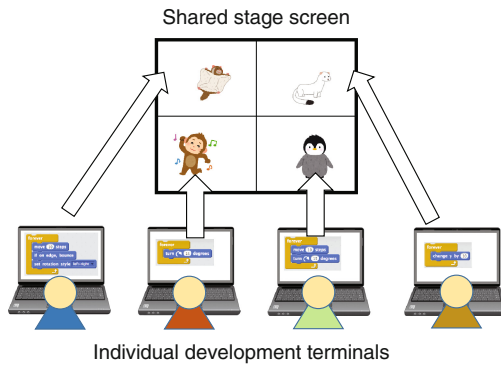 Shared stage screen
forever
move 10 steps
if on edge, bounce
set rotation style left-right
forever
turn 15 degrees
forever
move 10 steps
turn 15 degrees
forever
change y by 10
Individual development terminals